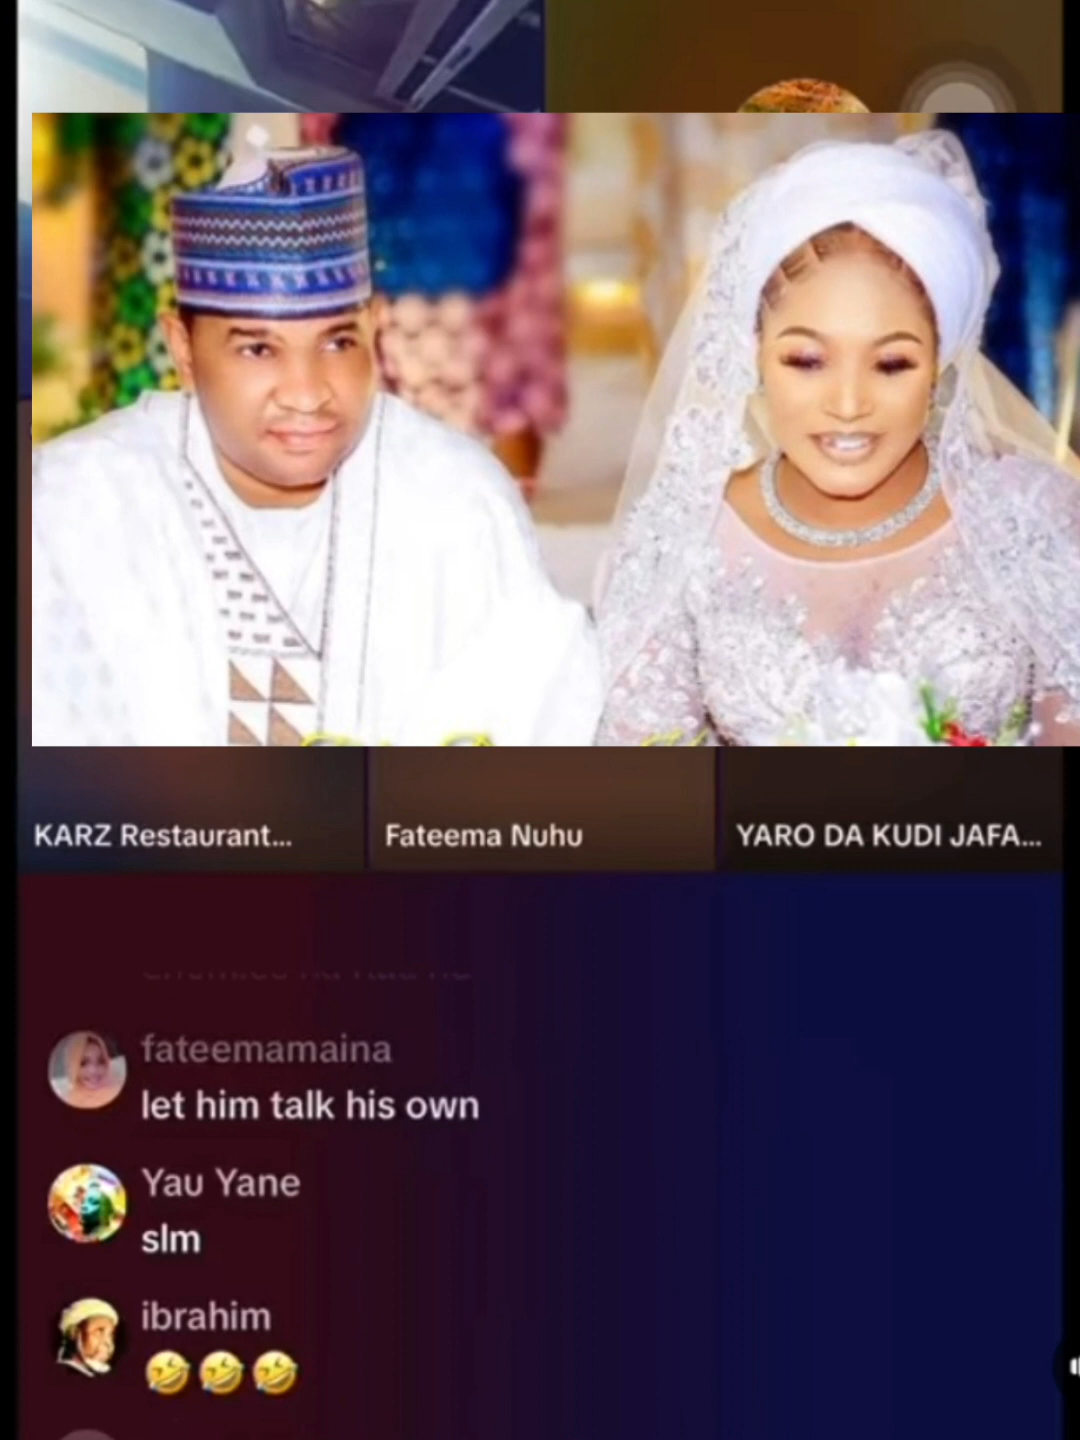 KARZ Restaurant...
Fateema Nuhu
YARO DA KUDI JAFA...
fateemamaina
let him talk his own
Yau Yane
slm
ibrahim
🤣🤣🤣